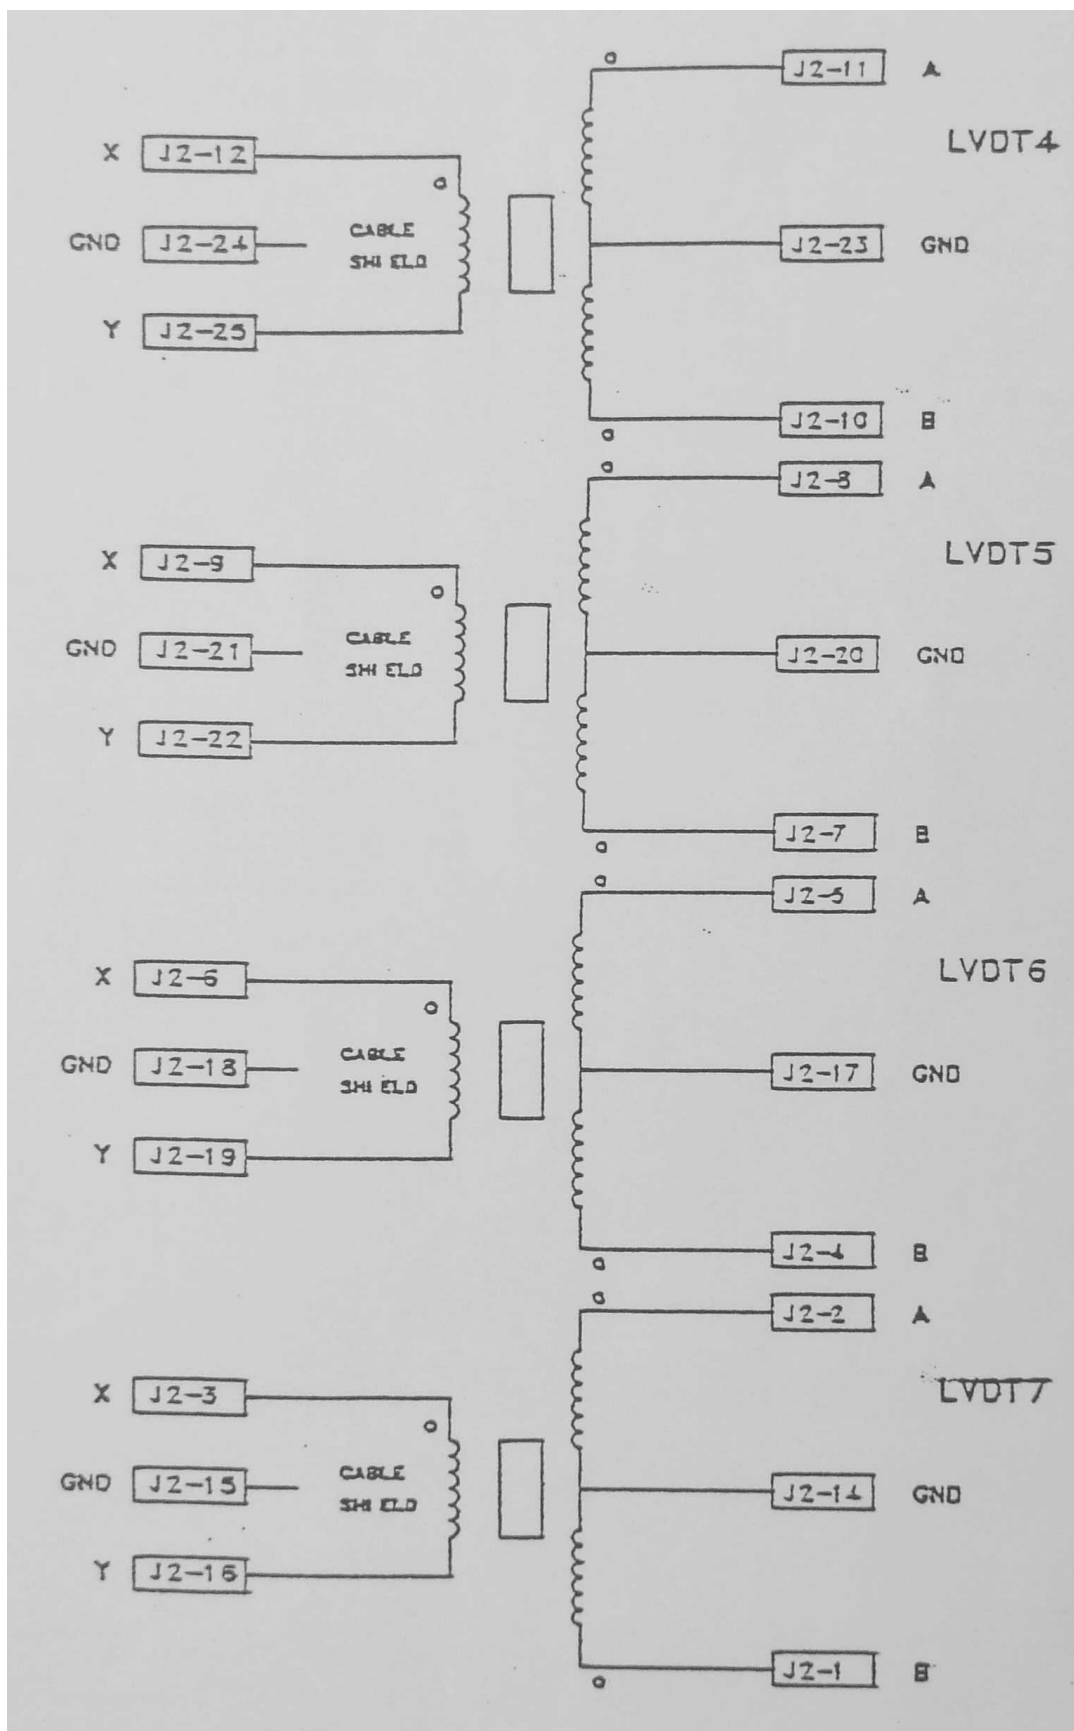 J2-11 A
LVDT4
X J2-12
CABLE
SHIELD
GND J2-24
J2-23 GND
Y J2-25
J2-10 B
J2-8 A
LVDT5
X J2-9
CABLE
SHIELD
GND J2-21
J2-20 GND
Y J2-22
J2-7 B
J2-5 A
LVDT6
X J2-6
CABLE
SHIELD
GND J2-18
J2-17 GND
Y J2-19
J2-4 B
J2-2 A
LVDT7
X J2-3
CABLE
SHIELD
GND J2-15
J2-14 GND
Y J2-16
J2-1 B